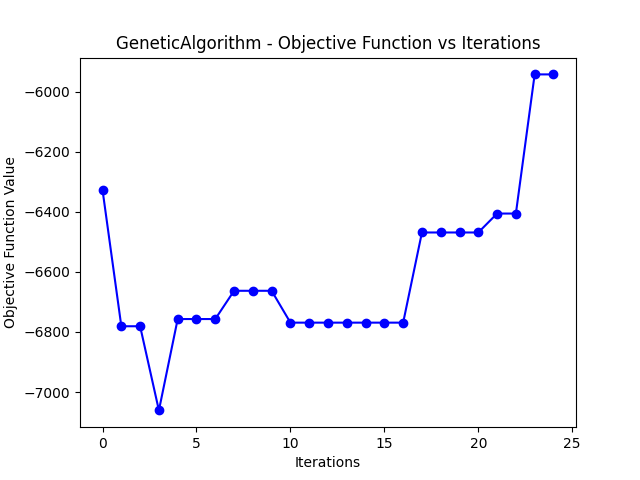 GeneticAlgorithm - Objective Function vs Iterations
Objective Function Value
−6000
−6200
−6400
−6600
−6800
−7000
0 5 10 15 20 25
Iterations